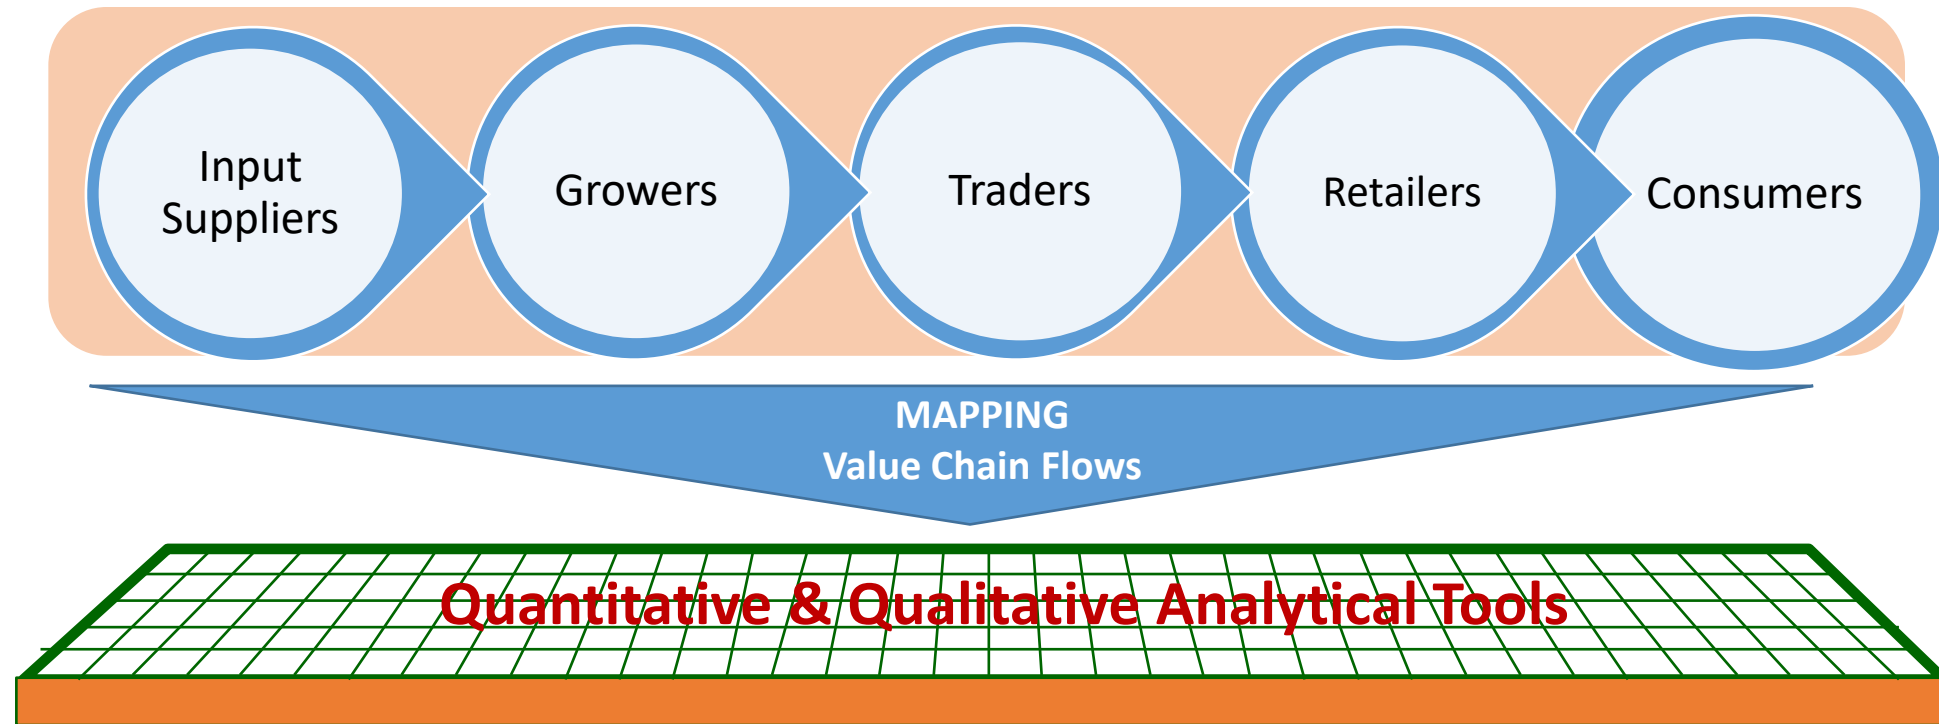 Input
Suppliers
Growers
Traders
Retailers
Consumers
MAPPING
Value Chain Flows
Quantitative & Qualitative Analytical Tools